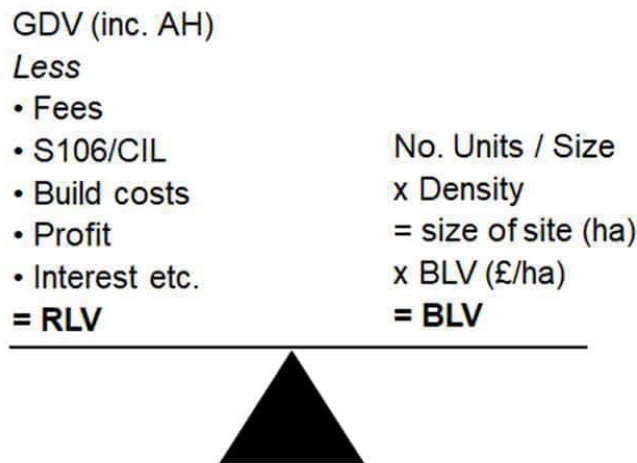 GDV (inc. AH)
Less
• Fees
• S106/CIL
• Build costs
• Profit
• Interest etc.
= RLV
No. Units / Size
x Density
= size of site (ha)
x BLV (£/ha)
= BLV